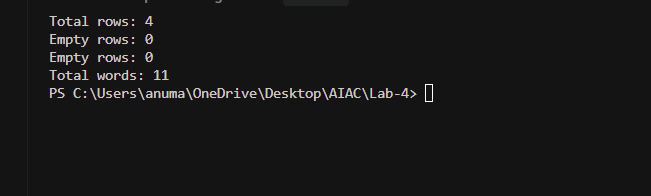 Total rows: 4
Empty rows: 0
Empty rows: 0
Total words: 11
PS C:\Users\anuma\OneDrive\Desktop\AIAC\Lab-4>